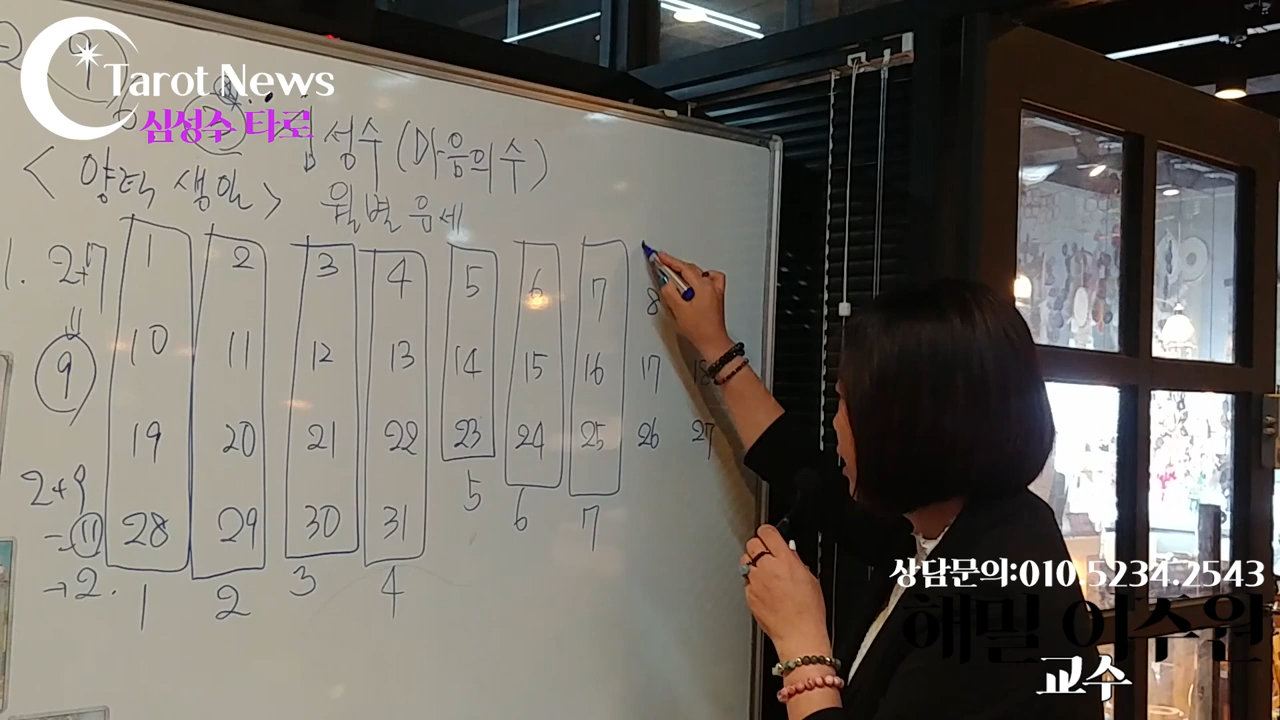 9
Tarot News
심성수 타로
심성수 (마음의 수)
< 양력 생일 > 월별 운세
1. 2+7
=
9
2+9
=11
→2.
1 2 3 4 5 6 7 8
10 11 12 13 14 15 16 17 18
19 20 21 22 23 24 25 26 27
28 29 30 31
1 2 3 4 5 6 7
상담문의:010.5234.2543
해밀 이수원
교수